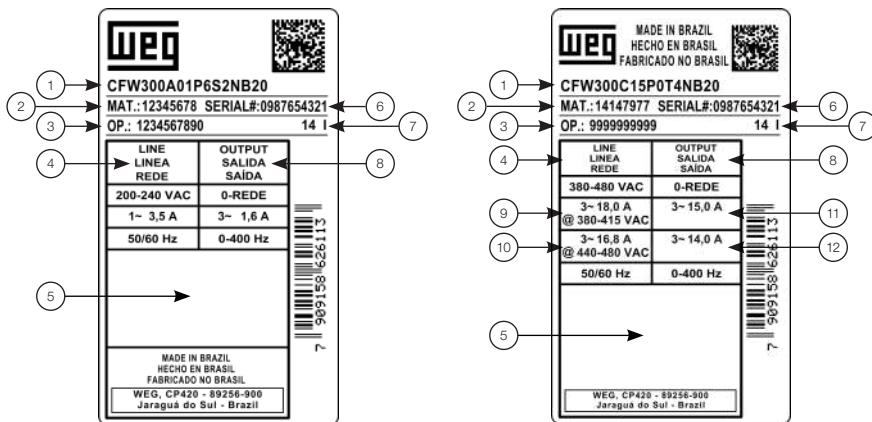 weg
1
CFW300A01P6S2NB20
2
MAT.:12345678 SERIAL#:0987654321
6
3
OP.: 1234567890
14 I
7
4
LINE
LINEA
REDE
OUTPUT
SALIDA
SAÍDA
8
200-240 VAC
0-REDE
1~ 3,5 A
3~ 1,6 A
50/60 Hz
0-400 Hz
5
7 909158 626113
MADE IN BRAZIL
HECHO EN BRASIL
FABRICADO NO BRASIL
WEG, CP420 - 89256-900
Jaraguá do Sul - Brazil
weg
MADE IN BRAZIL
HECHO EN BRASIL
FABRICADO NO BRASIL
1
CFW300C15P0T4NB20
2
MAT.:14147977 SERIAL#:0987654321
6
3
OP.: 9999999999
14 I
7
4
LINE
LINEA
REDE
OUTPUT
SALIDA
SAÍDA
8
380-480 VAC
0-REDE
9
3~ 18,0 A
@ 380-415 VAC
3~ 15,0 A
11
10
3~ 16,8 A
@ 440-480 VAC
3~ 14,0 A
12
50/60 Hz
0-400 Hz
5
7 909158 626113
WEG, CP420 - 89256-900
Jaraguá do Sul - Brazil